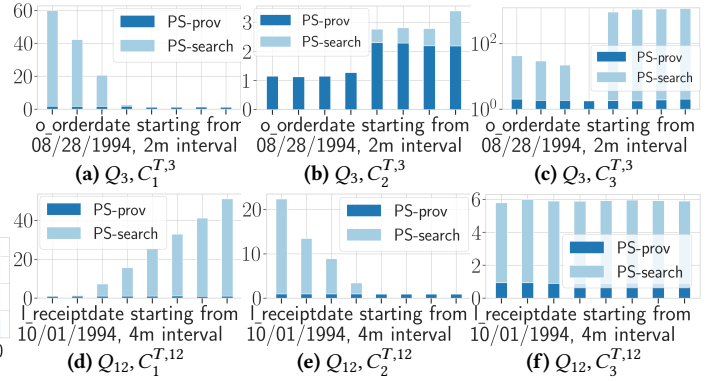 60
40
20
0
PS-prov
PS-search
o_orderdate starting from
08/28/1994, 2m interval
(a) Q₃, C₁ᵀ,³
3
2
1
0
PS-prov
PS-search
o_orderdate starting from
08/28/1994, 2m interval
(b) Q₃, C₂ᵀ,³
10²
10⁰
PS-prov
PS-search
o_orderdate starting from
08/28/1994, 2m interval
(c) Q₃, C₃ᵀ,³
40
20
0
PS-prov
PS-search
l_receiptdate starting from
10/01/1994, 4m interval
(d) Q₁₂, C₁ᵀ,¹²
20
10
0
PS-prov
PS-search
l_receiptdate starting from
10/01/1994, 4m interval
(e) Q₁₂, C₂ᵀ,¹²
6
4
2
0
PS-prov
PS-search
l_receiptdate starting from
10/01/1994, 4m interval
(f) Q₁₂, C₃ᵀ,¹²